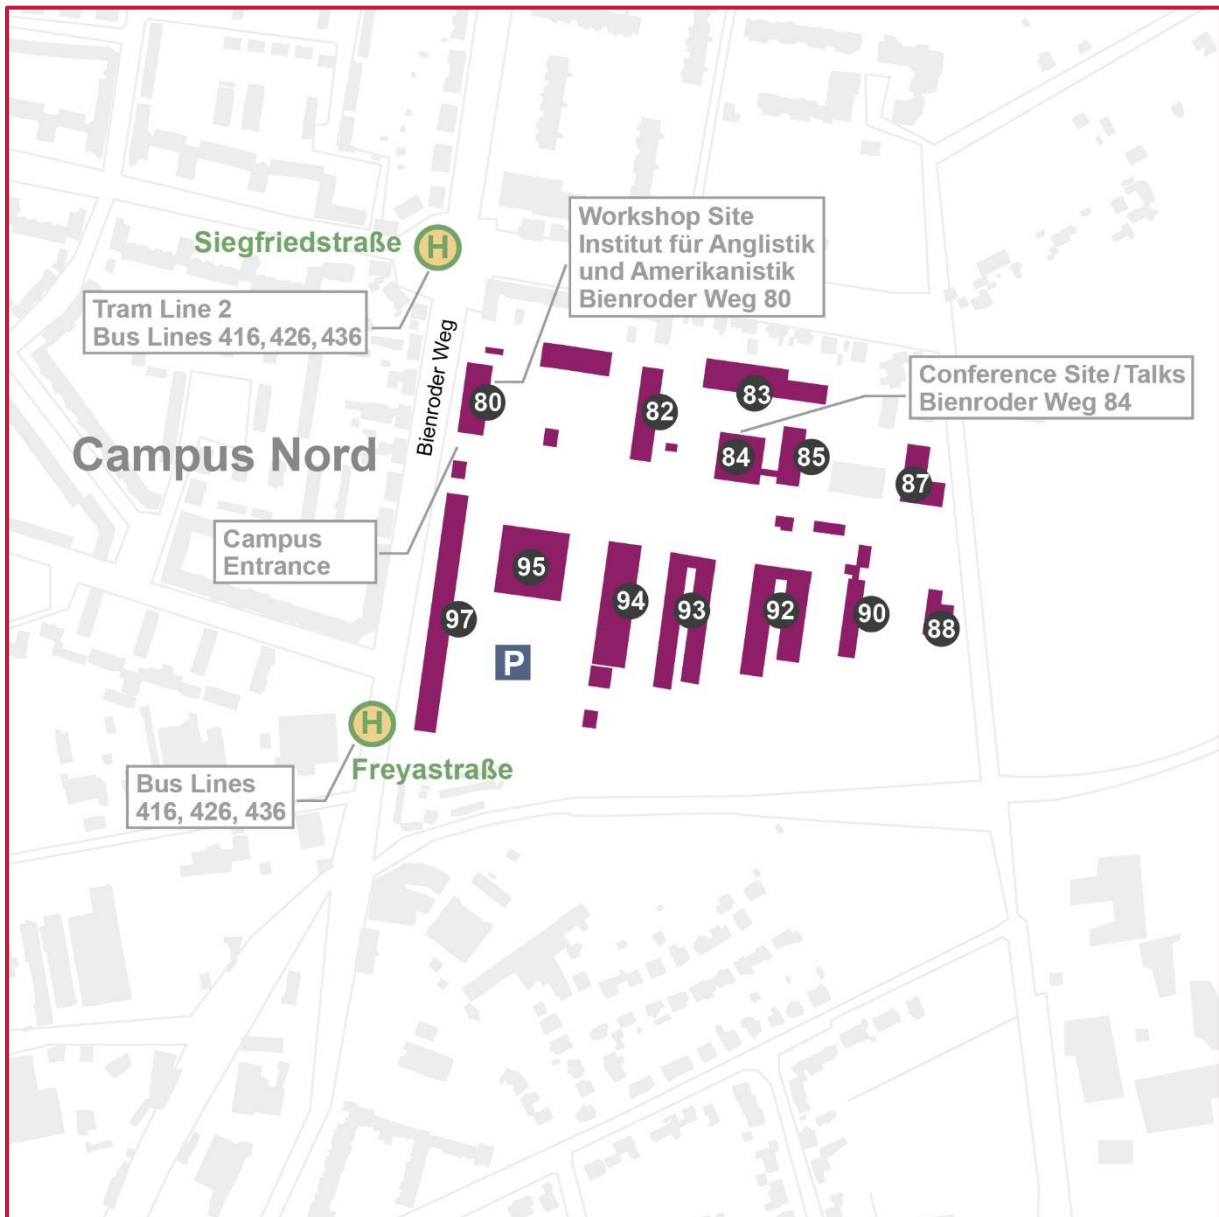 Workshop Site
Institut für Anglistik
und Amerikanistik
Bienroder Weg 80
Siegfriedstraße
H
Tram Line 2
Bus Lines 416, 426, 436
Bienroder Weg
Conference Site / Talks
Bienroder Weg 84
80
82
83
84
85
87
Campus Nord
Campus
Entrance
95
94
93
92
90
88
97
P
H
Freyastraße
Bus Lines
416, 426, 436